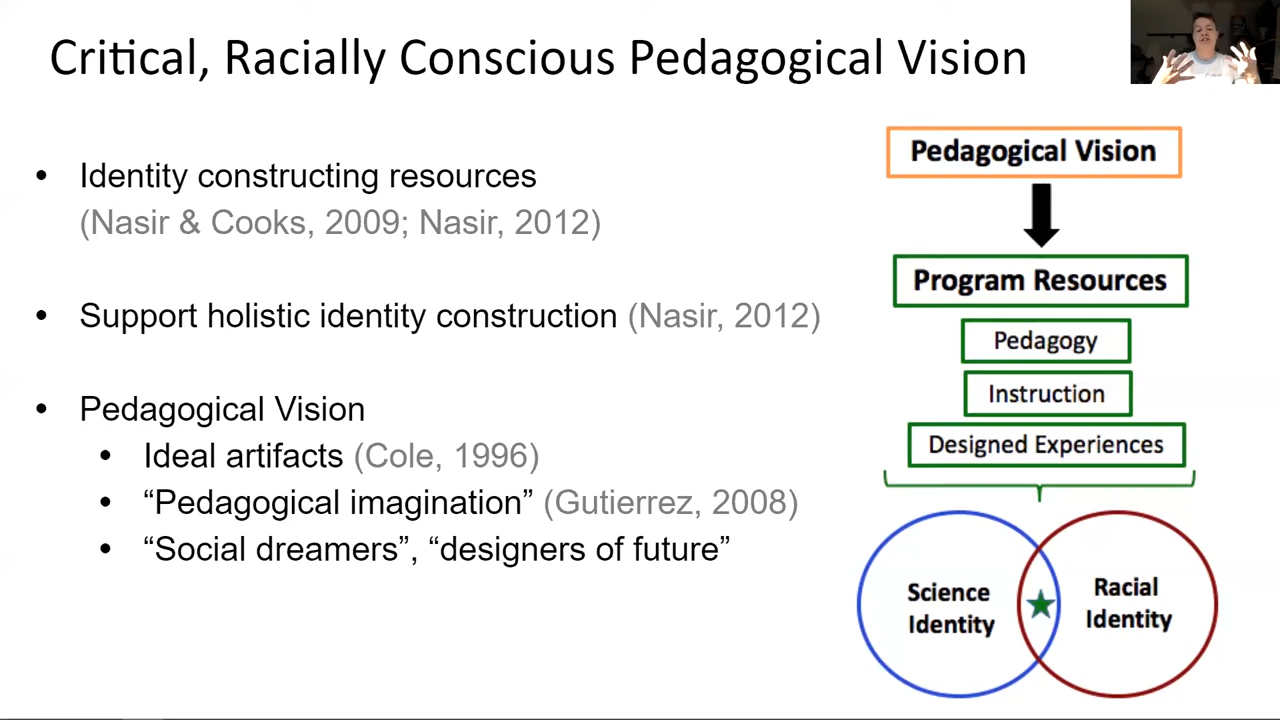 Critical, Racially Conscious Pedagogical Vision
• Identity constructing resources
(Nasir & Cooks, 2009; Nasir, 2012)
• Support holistic identity construction (Nasir, 2012)
• Pedagogical Vision
• Ideal artifacts (Cole, 1996)
• “Pedagogical imagination” (Gutierrez, 2008)
• “Social dreamers”, “designers of future”
Pedagogical Vision
Program Resources
Pedagogy
Instruction
Designed Experiences
Science
Identity
Racial
Identity